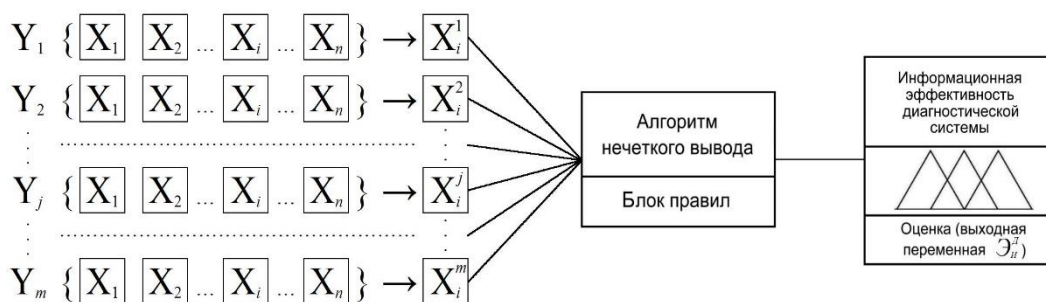 Y₁ { X₁ X₂ ... Xᵢ ... Xₙ } → Xᵢ¹
Y₂ { X₁ X₂ ... Xᵢ ... Xₙ } → Xᵢ²
Yⱼ { X₁ X₂ ... Xᵢ ... Xₙ } → Xᵢʲ
Yₘ { X₁ X₂ ... Xᵢ ... Xₙ } → Xᵢᵐ
Алгоритм
нечеткого вывода
Блок правил
Информационная
эффективность
диагностической
системы
Оценка (выходная
переменная Э_и^д)